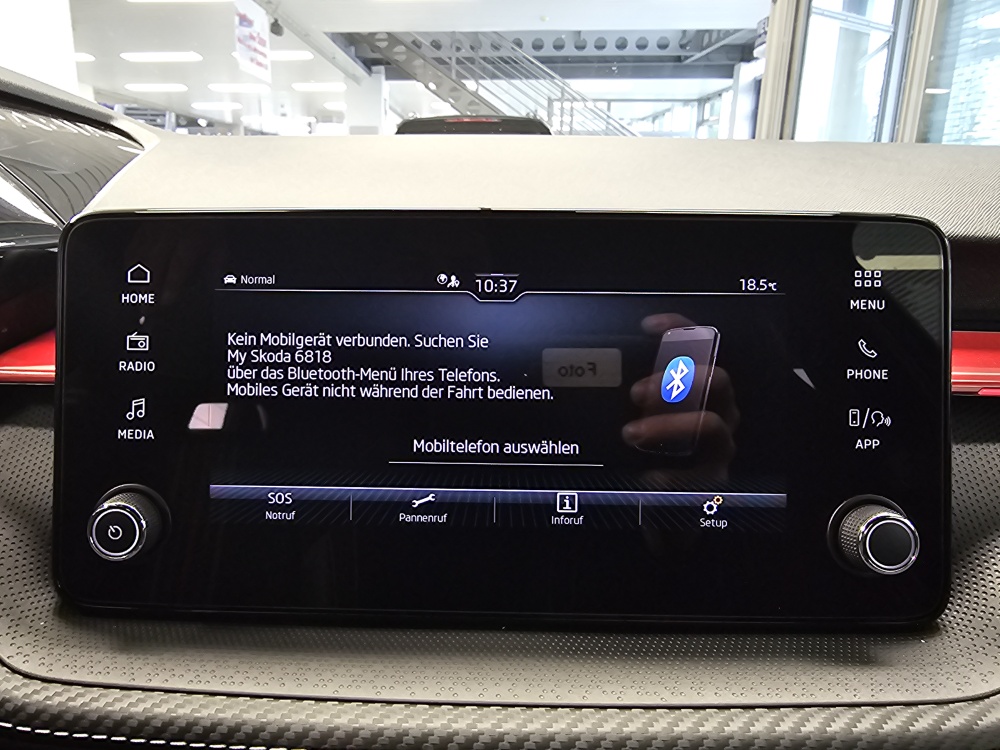 Normal
10:37
18.5°C
HOME
RADIO
MEDIA
Kein Mobilgerät verbunden. Suchen Sie
My Skoda 6818
über das Bluetooth-Menü Ihres Telefons.
Mobiles Gerät nicht während der Fahrt bedienen.
Foto
Mobiltelefon auswählen
SOS
Notruf
Pannenruf
Inforuf
Setup
MENU
PHONE
APP